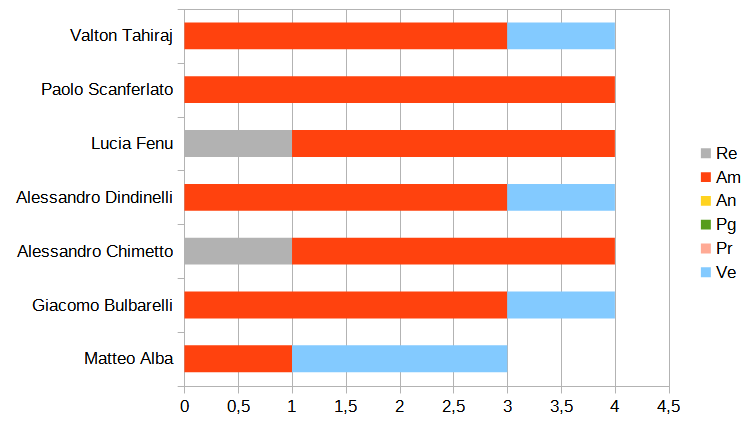 Valton Tahiraj
Paolo Scanferlato
Lucia Fenu
Alessandro Dindinelli
Alessandro Chimetto
Giacomo Bulbarelli
Matteo Alba
0 0,5 1 1,5 2 2,5 3 3,5 4 4,5
Re
Am
An
Pg
Pr
Ve